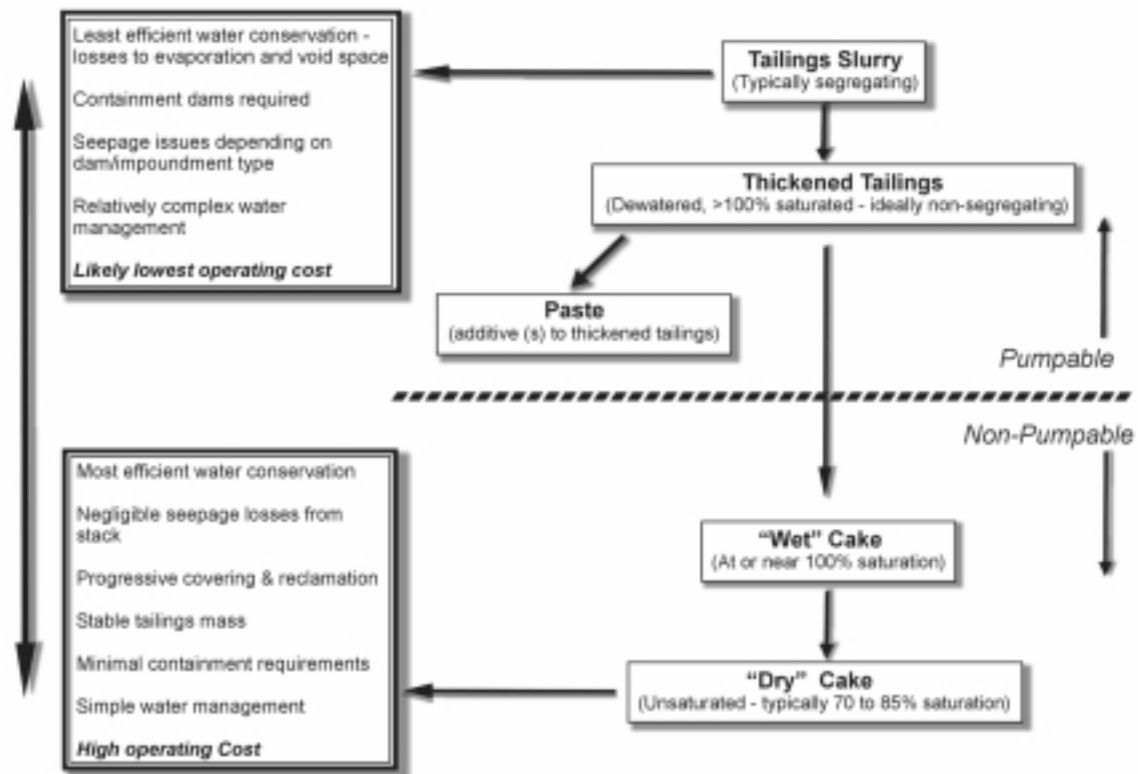 Least efficient water conservation -
losses to evaporation and void space
Containment dams required
Seepage issues depending on
dam/impoundment type
Relatively complex water
management
Likely lowest operating cost
Tailings Slurry
(Typically segregating)
Thickened Tailings
(Dewatered, >100% saturated - ideally non-segregating)
Paste
(additive (s) to thickened tailings)
Pumpable
Non-Pumpable
Most efficient water conservation
Negligible seepage losses from
stack
Progressive covering & reclamation
Stable tailings mass
Minimal containment requirements
Simple water management
High operating Cost
“Wet” Cake
(At or near 100% saturation)
“Dry” Cake
(Unsaturated - typically 70 to 85% saturation)